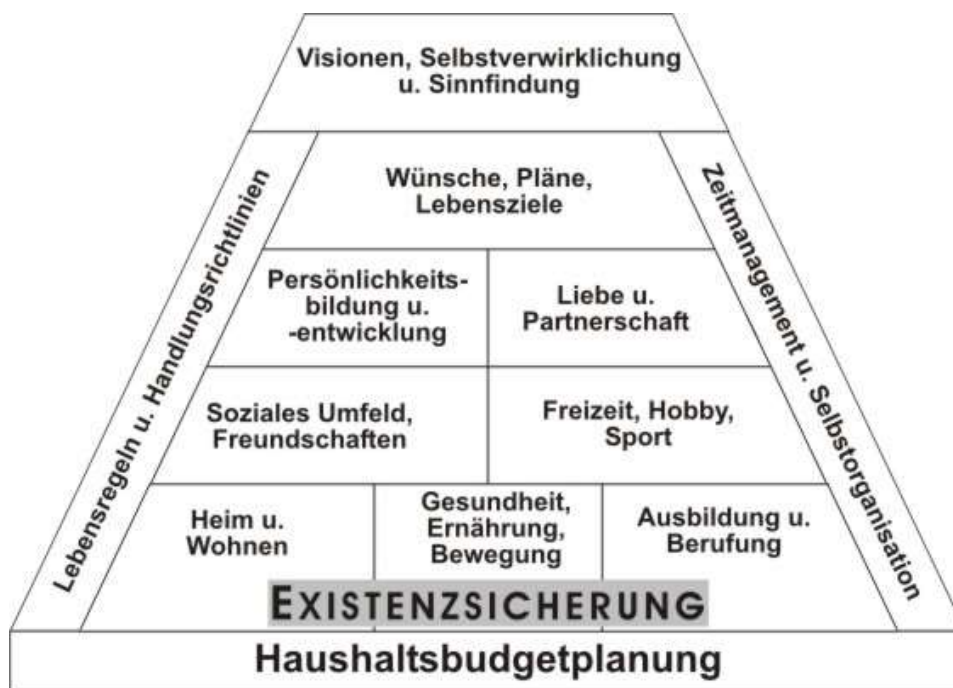 Visionen, Selbstverwirklichung
u. Sinnfindung
Lebensregeln u. Handlungsrichtlinien
Zeitmanagement u. Selbstorganisation
Wünsche, Pläne,
Lebensziele
Persönlichkeits-
bildung u.
-entwicklung
Liebe u.
Partnerschaft
Soziales Umfeld,
Freundschaften
Freizeit, Hobby,
Sport
Heim u.
Wohnen
Gesundheit,
Ernährung,
Bewegung
Ausbildung u.
Berufung
EXISTENZSICHERUNG
Haushaltsbudgetplanung